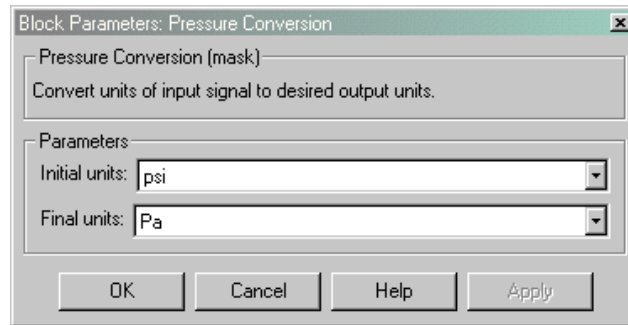 Block Parameters: Pressure Conversion
Pressure Conversion (mask)
Convert units of input signal to desired output units.
Parameters
Initial units: psi
Final units: Pa
OK Cancel Help Apply